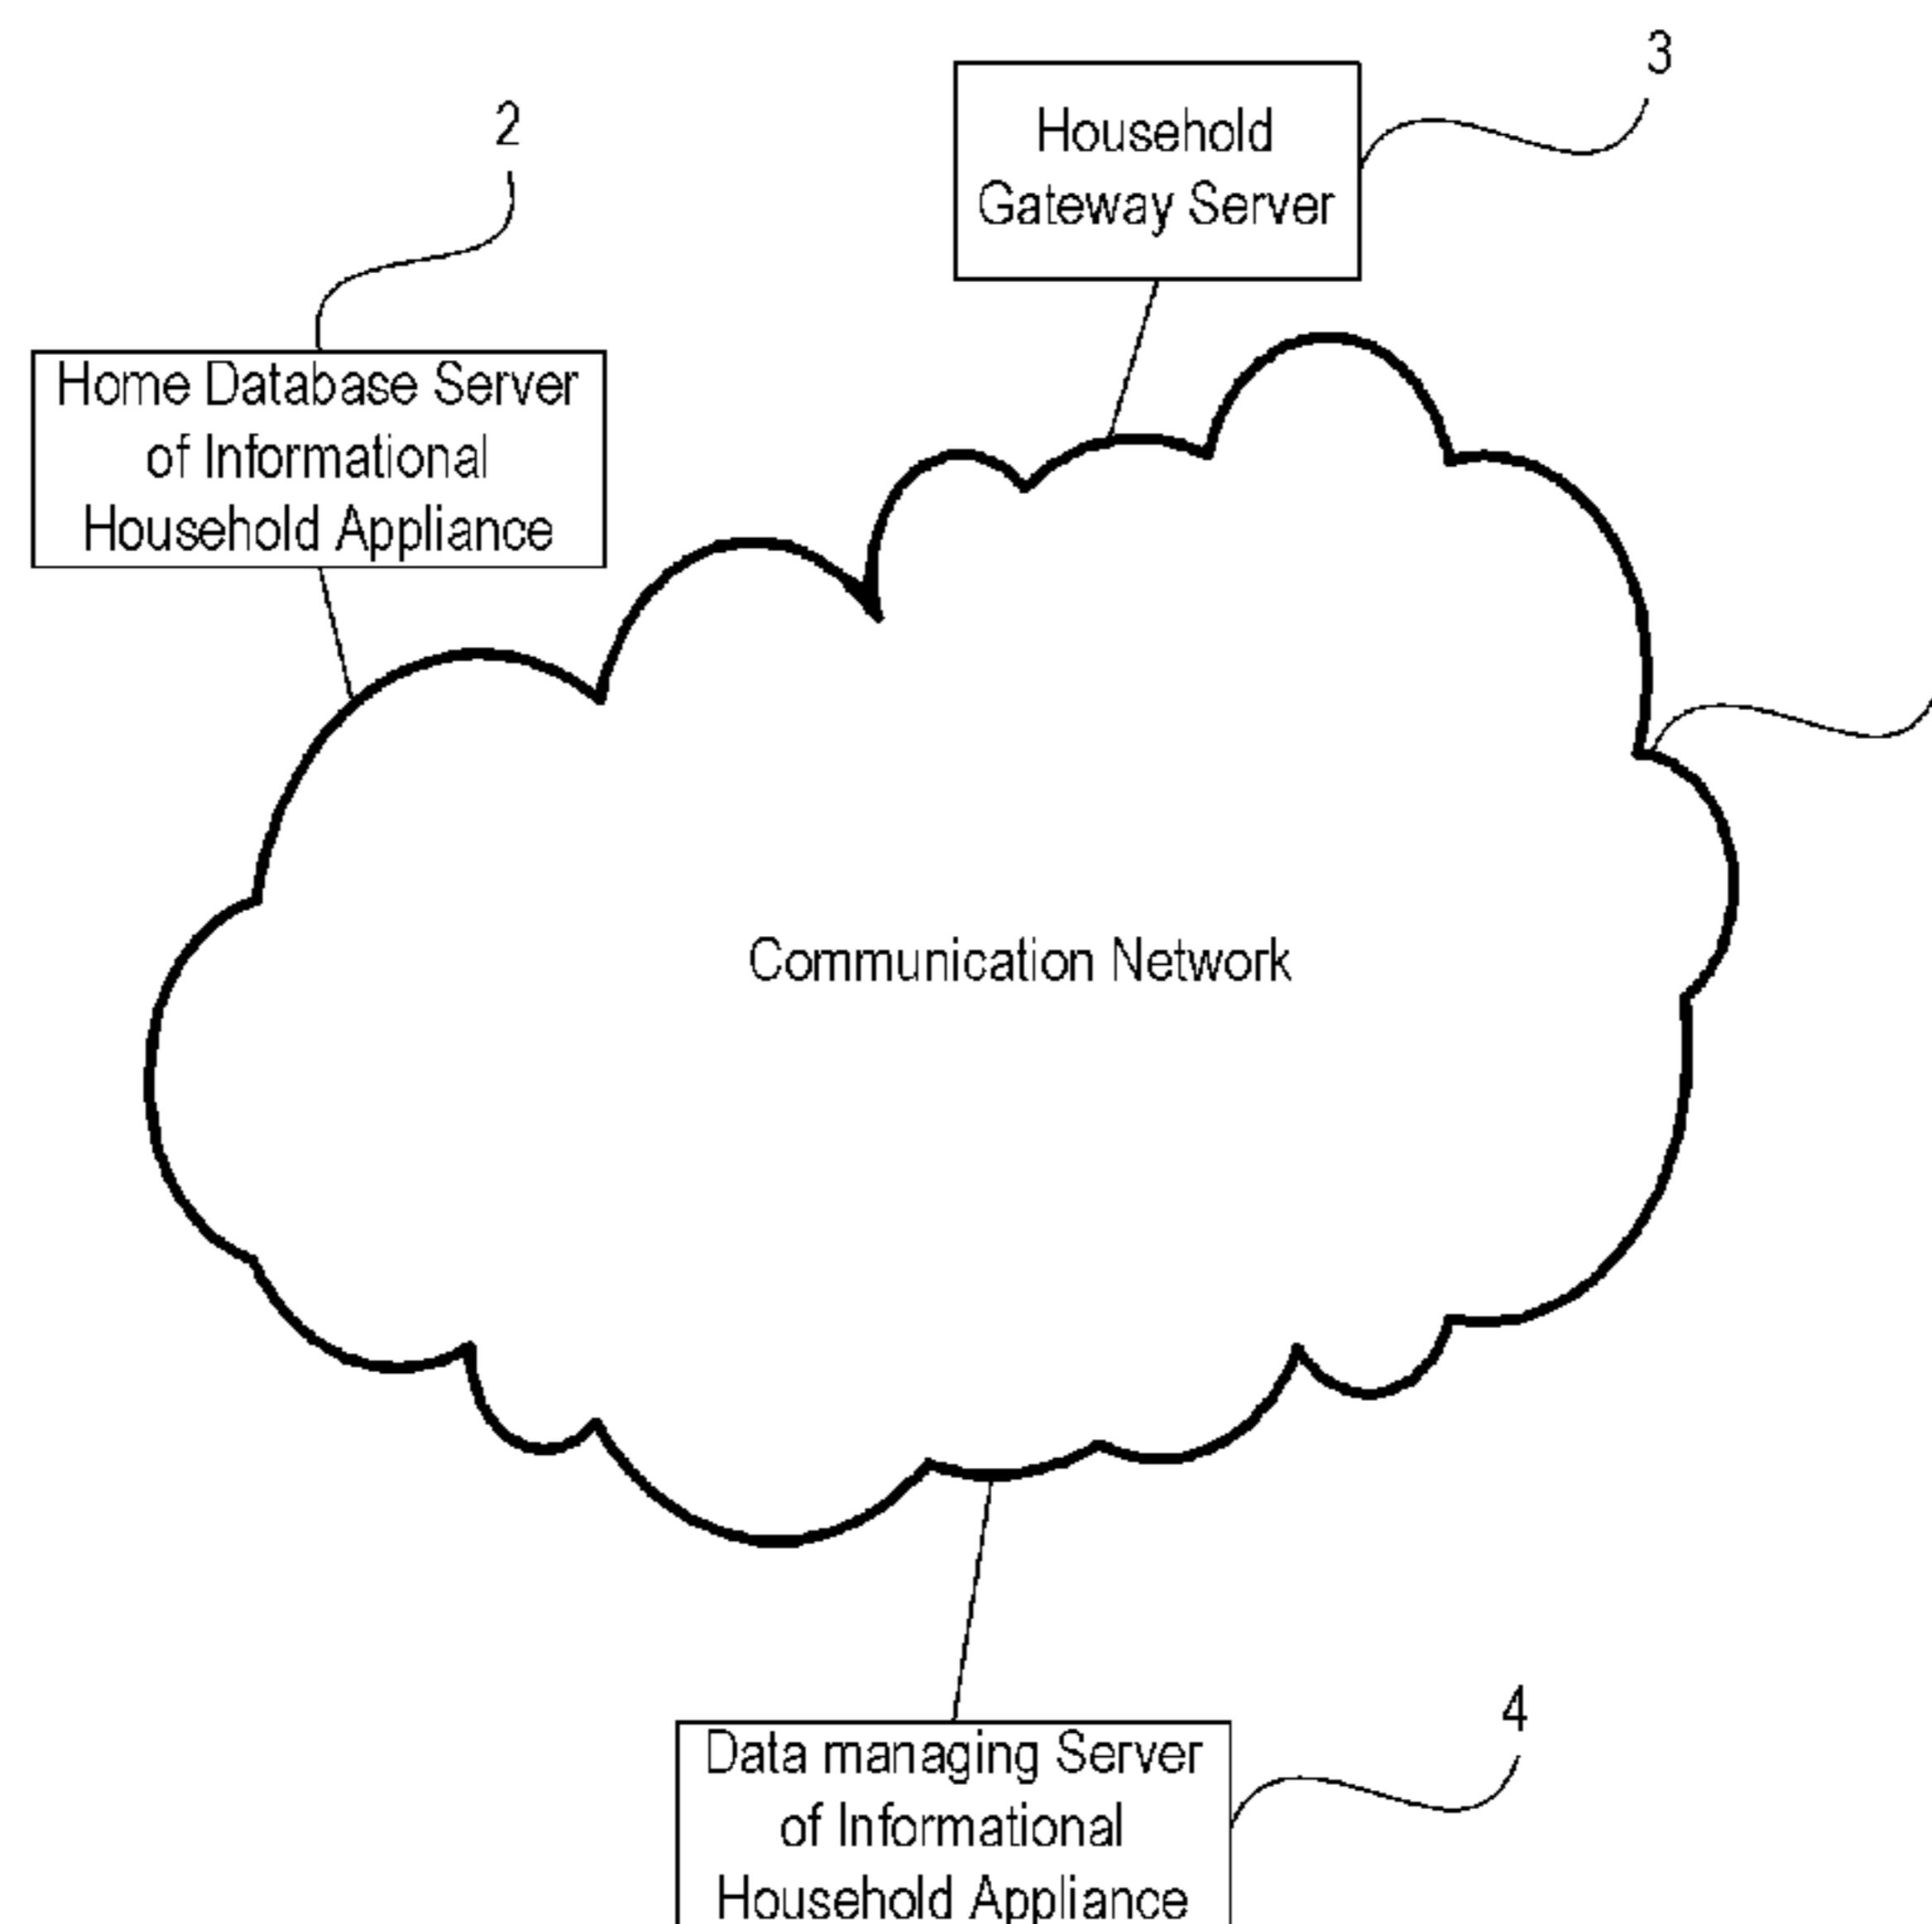 3
Household
Gateway Server
2
Home Database Server
of Informational
Household Appliance
Communication Network
4
Data managing Server
of Informational
Household Appliance